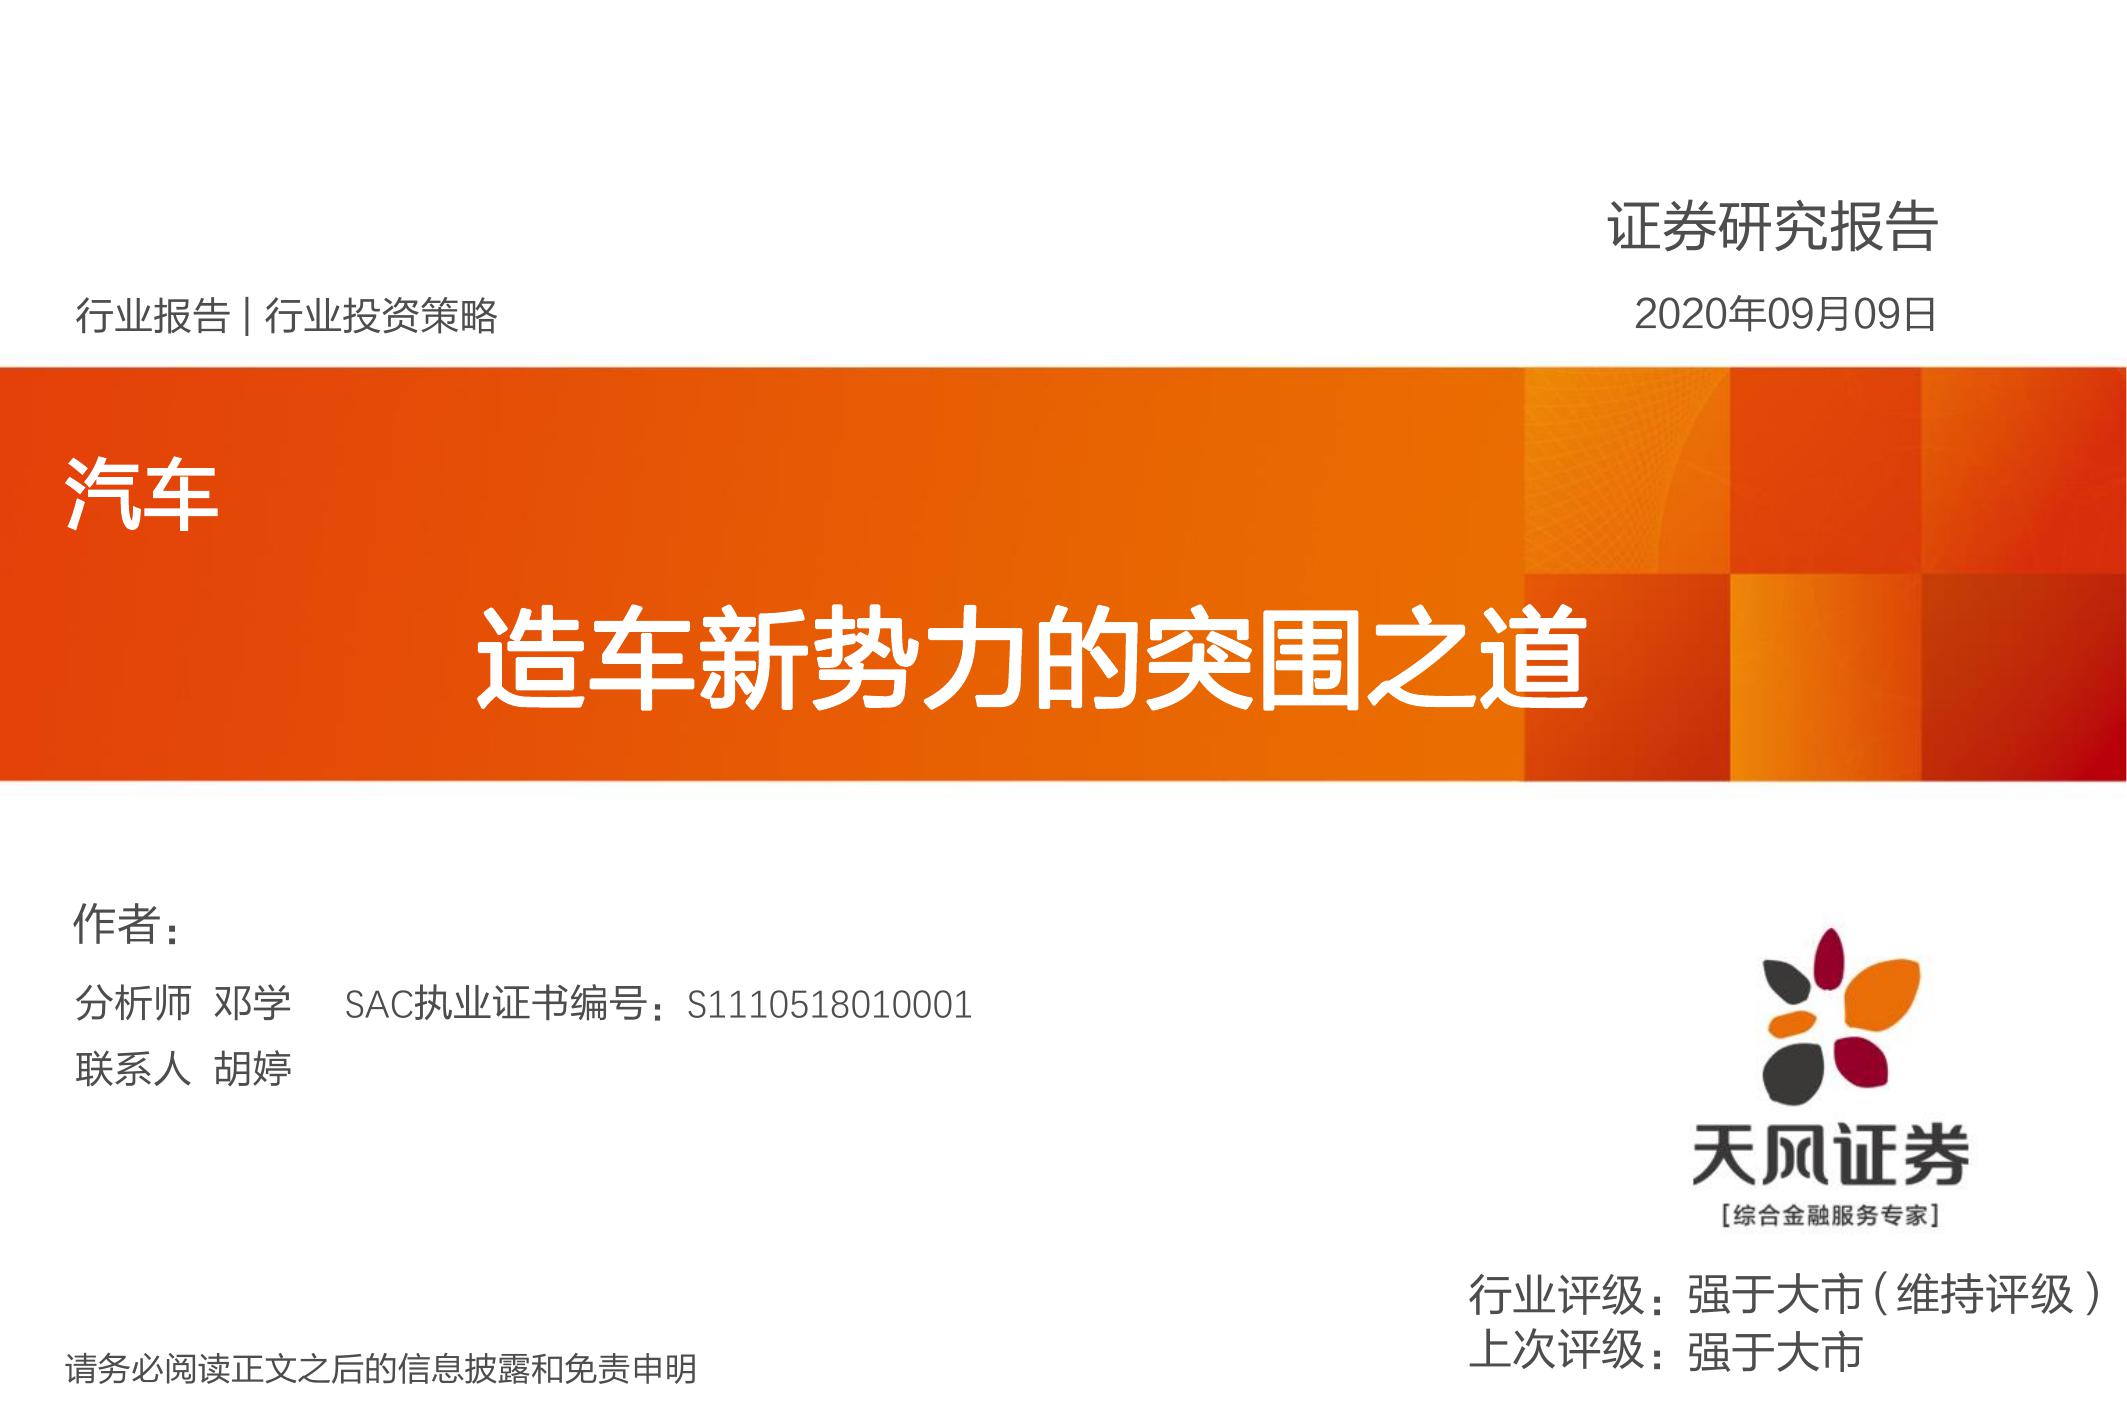 证券研究报告
行业报告 | 行业投资策略
2020年09月09日
汽车
造车新势力的突围之道
作者：
分析师 邓学 SAC执业证书编号：S1110518010001
联系人 胡婷
天风证券
[综合金融服务专家]
行业评级：强于大市（维持评级）
上次评级：强于大市
请务必阅读正文之后的信息披露和免责申明